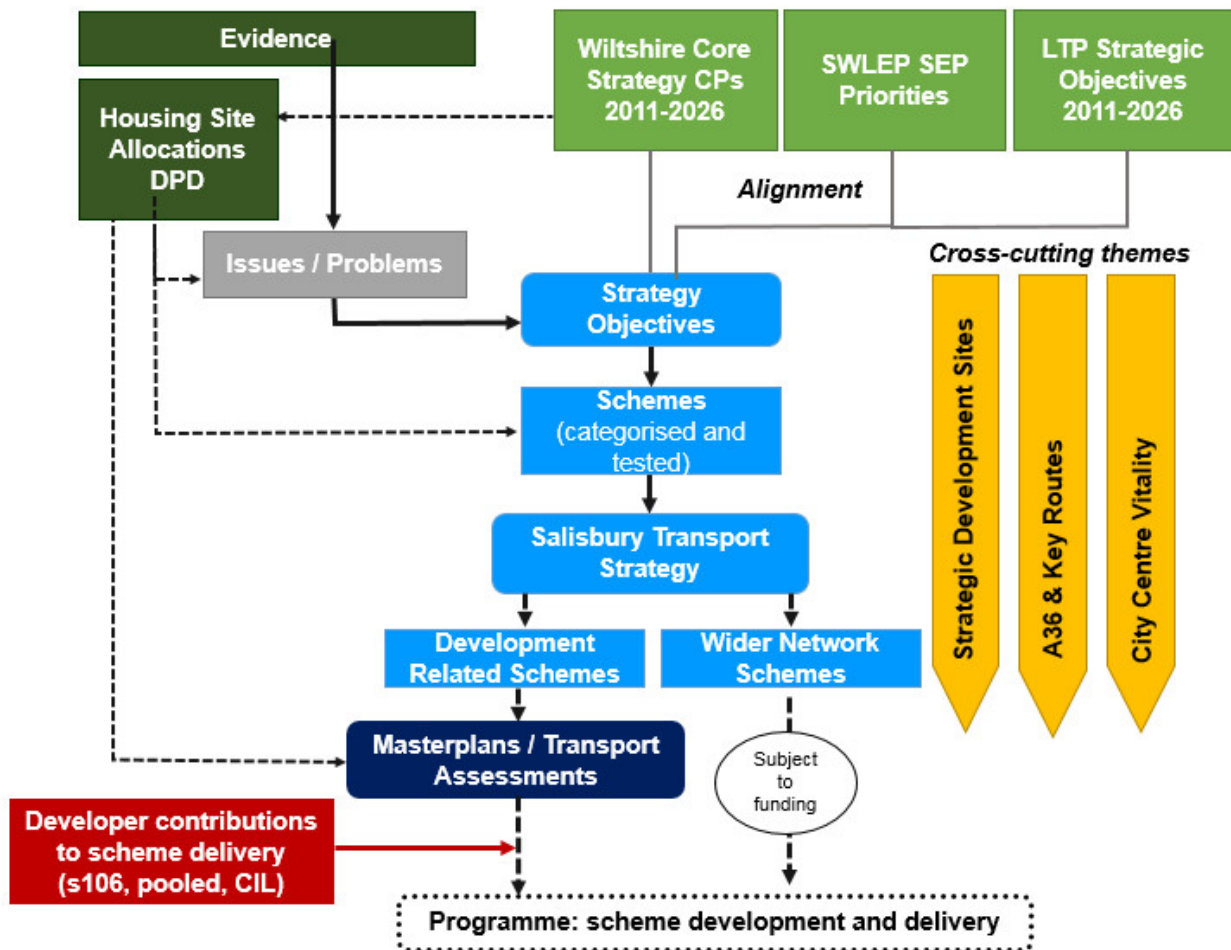 Evidence
Wiltshire Core
Strategy CPs
2011-2026
SWLEP SEP
Priorities
LTP Strategic
Objectives
2011-2026
Housing Site
Allocations
DPD
Alignment
Issues / Problems
Cross-cutting themes
Strategy
Objectives
Schemes
(categorised and
tested)
Salisbury Transport
Strategy
Development
Related Schemes
Wider Network
Schemes
Strategic Development Sites
A36 & Key Routes
City Centre Vitality
Masterplans / Transport
Assessments
Subject
to
funding
Developer contributions
to scheme delivery
(s106, pooled, CIL)
Programme: scheme development and delivery